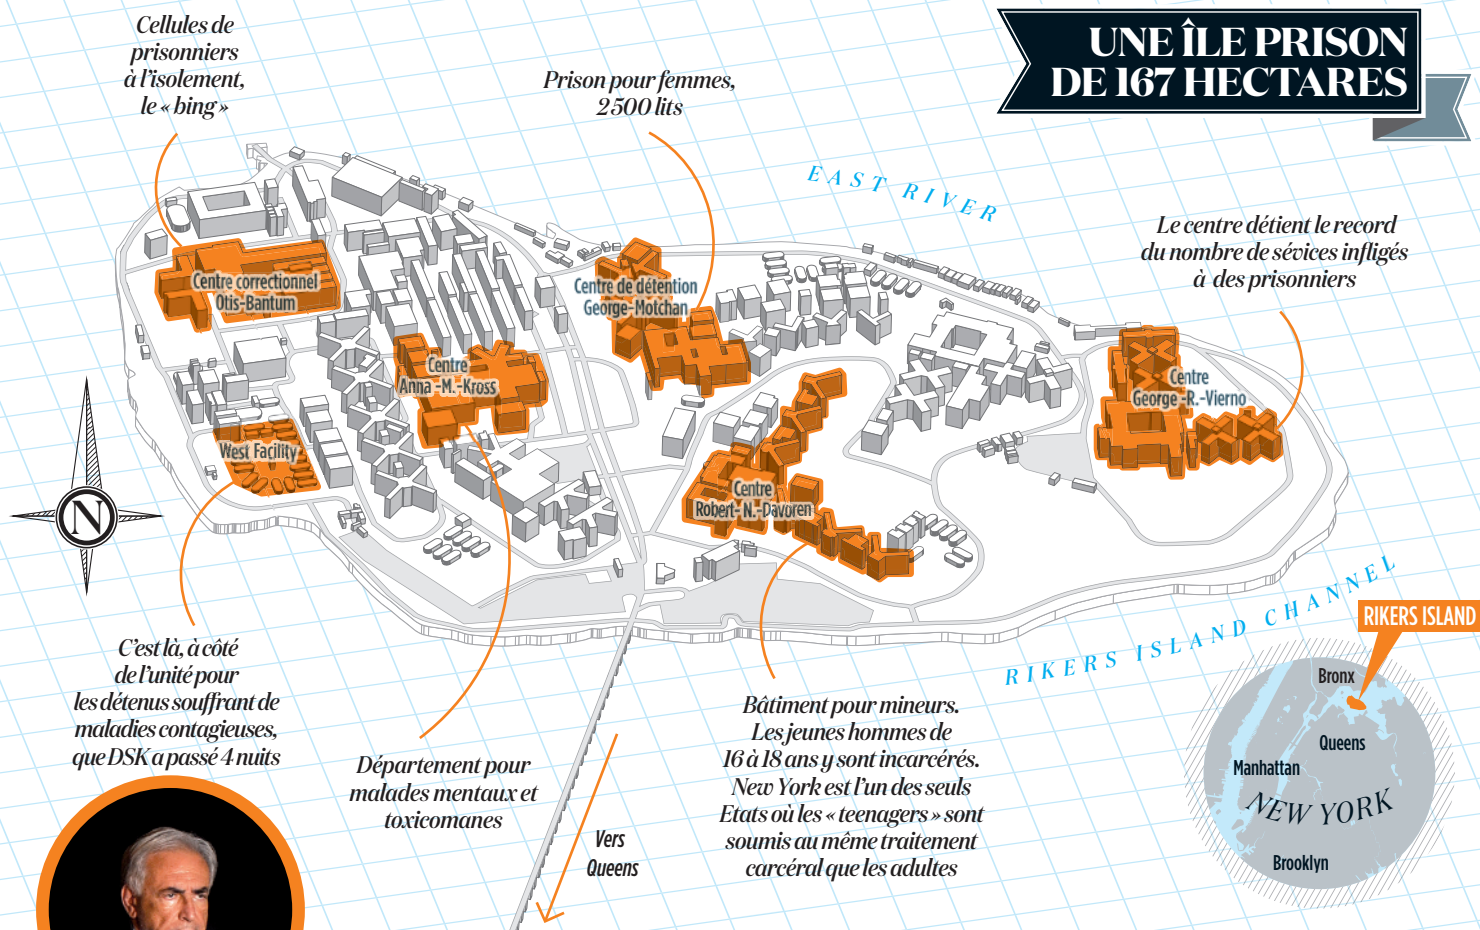 UNE ÎLE PRISON
DE 167 HECTARES
Cellules de
prisonniers
à l'isolement,
le « bing »
Prison pour femmes,
2500 lits
EAST RIVER
Le centre détient le record
du nombre de sévices infligés
à des prisonniers
Centre correctionnel
Otis-Bantum
Centre de détention
George-Motchan
Centre
Anna -M.-Kross
Centre
George -R.-Vierno
West Facility
Centre
Robert- N.-Davoren
N
RIKERS ISLAND CHANNEL
RIKERS ISLAND
C'est là, à côté
de l'unité pour
les détenus souffrant de
maladies contagieuses,
que DSK a passé 4 nuits
Département pour
malades mentaux et
toxicomanes
Vers
Queens
Bâtiment pour mineurs.
Les jeunes hommes de
16 à 18 ans y sont incarcérés.
New York est l'un des seuls
Etats où les « teenagers » sont
soumis au même traitement
carcéral que les adultes
Bronx
Queens
Manhattan
NEW YORK
Brooklyn